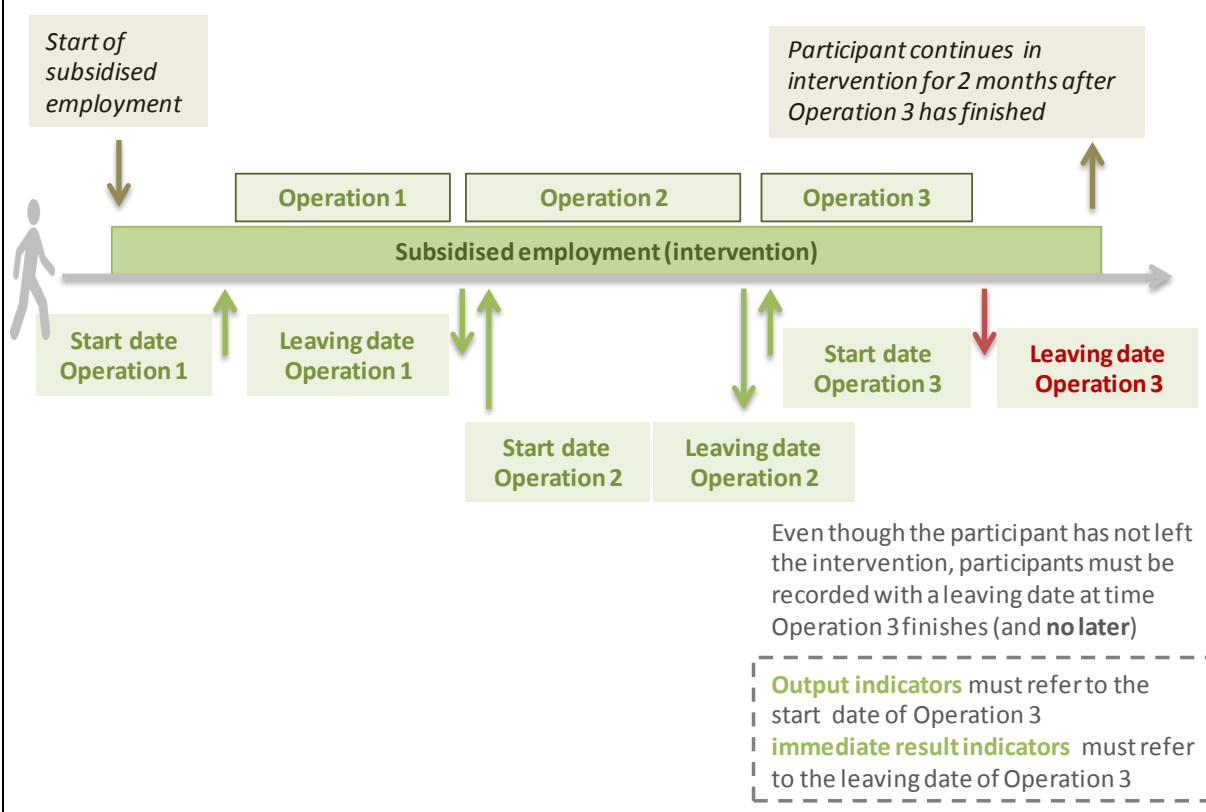 Start of
subsidised
employment
Participant continues in
intervention for 2 months after
Operation 3 has finished
Operation 1
Operation 2
Operation 3
Subsidised employment (intervention)
Start date
Operation 1
Leaving date
Operation 1
Start date
Operation 3
Leaving date
Operation 3
Start date
Operation 2
Leaving date
Operation 2
Even though the participant has not left
the intervention, participants must be
recorded with a leaving date at time
Operation 3 finishes (and no later)
Output indicators must refer to the
start date of Operation 3
immediate result indicators must refer
to the leaving date of Operation 3